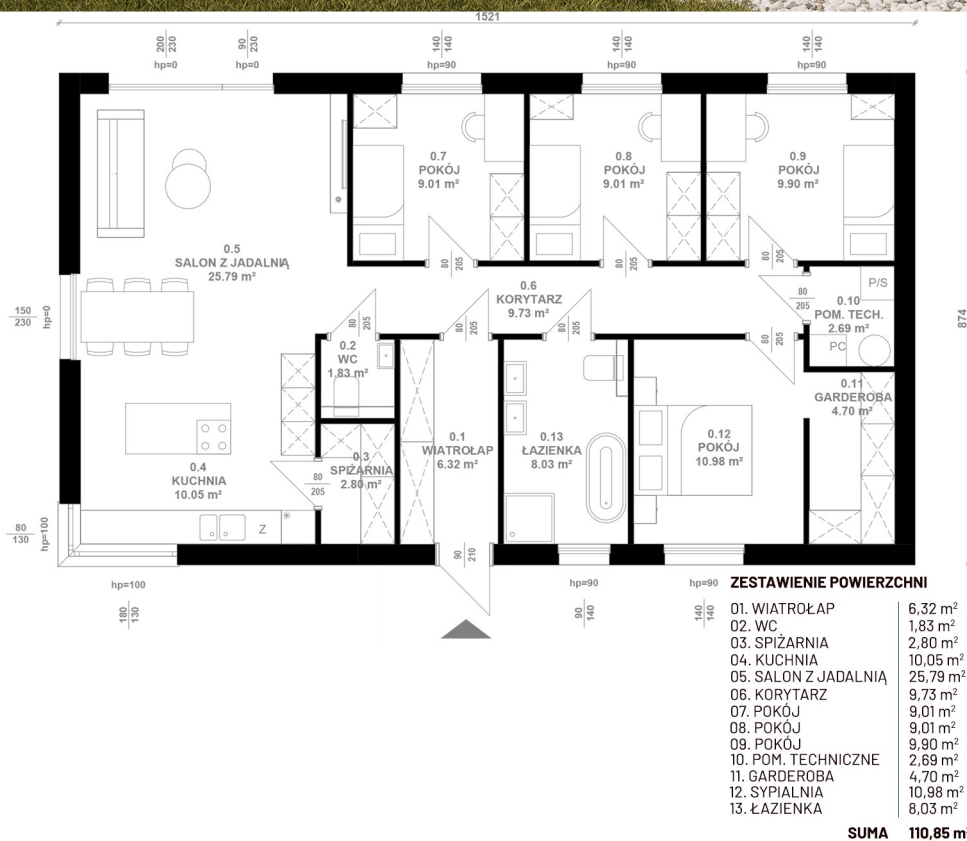 1521
200 230 hp=0
90 230 hp=0
140 140 hp=90
140 140 hp=90
140 140 hp=90
0.7
POKÓJ
9.01 m²
0.8
POKÓJ
9.01 m²
0.9
POKÓJ
9.90 m²
0.5
SALON Z JADALNIĄ
25.79 m²
80 205
80 205
80 205
0.6
KORYTARZ
9.73 m²
80 205
P/S
0.10
POM. TECH.
2.69 m²
PC
150 230 hp=0
874
80 205
80 205
80 205
80 205
0.2
WC
1.83 m²
0.11
GARDEROBA
4.70 m²
0.1
WIATROŁAP
6.32 m²
0.13
ŁAZIENKA
8.03 m²
0.12
POKÓJ
10.98 m²
0.3
SPIŻARNIA
2.80 m²
0.4
KUCHNIA
10.05 m²
80 205
Z
80 130 hp=100
90 210
hp=100
180 130
hp=90
90 140
hp=90
140 140
ZESTAWIENIE POWIERZCHNI
01. WIATROŁAP 6,32 m²
02. WC 1,83 m²
03. SPIŻARNIA 2,80 m²
04. KUCHNIA 10,05 m²
05. SALON Z JADALNIĄ 25,79 m²
06. KORYTARZ 9,73 m²
07. POKÓJ 9,01 m²
08. POKÓJ 9,01 m²
09. POKÓJ 9,90 m²
10. POM. TECHNICZNE 2,69 m²
11. GARDEROBA 4,70 m²
12. SYPIALNIA 10,98 m²
13. ŁAZIENKA 8,03 m²
SUMA 110,85 m